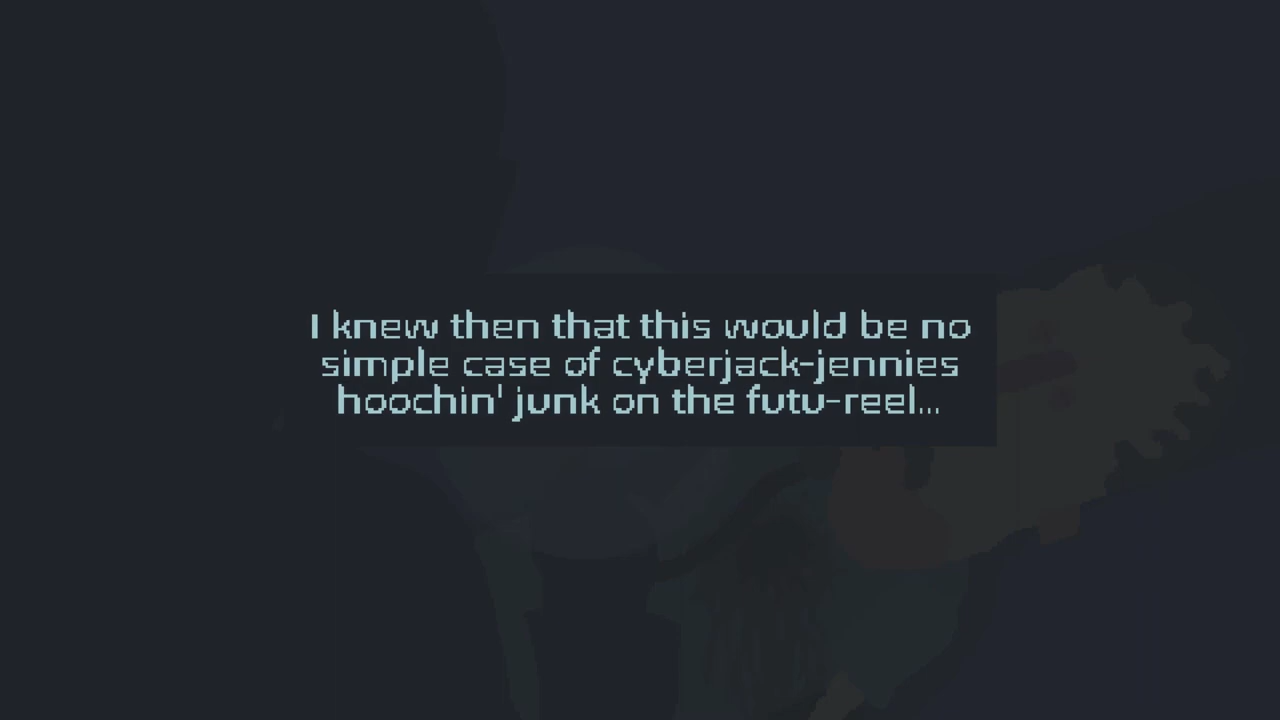 I knew then that this would be no
simple case of cyberjack-jennies
hoochin' junk on the futu-reel...